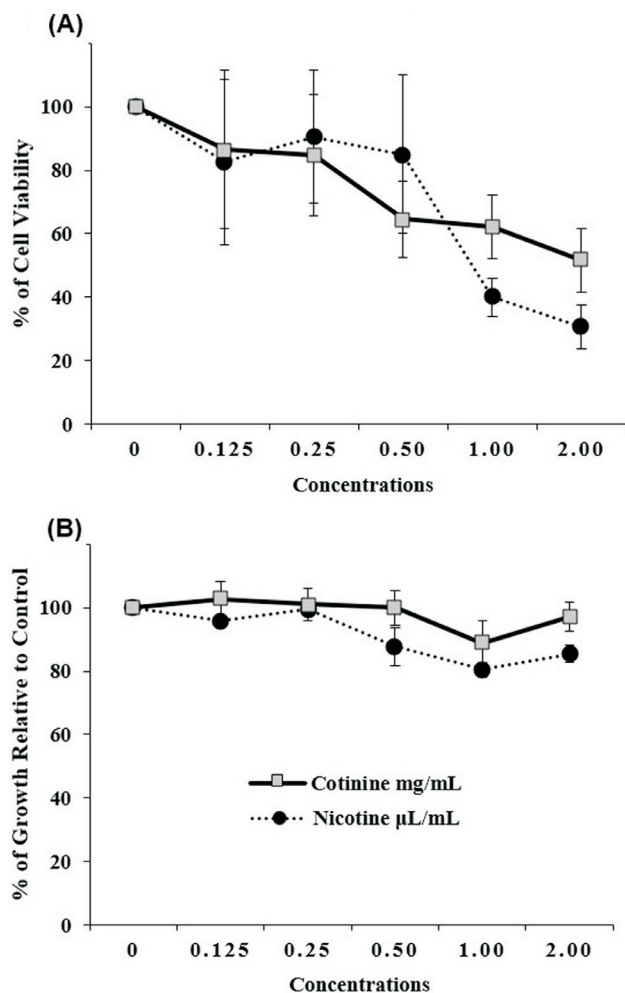 (A)
% of Cell Viability
100
80
60
40
20
0
0 0.125 0.25 0.50 1.00 2.00
Concentrations
(B)
% of Growth Relative to Control
100
80
60
40
20
0
Cotinine mg/mL
Nicotine µL/mL
0 0.125 0.25 0.50 1.00 2.00
Concentrations